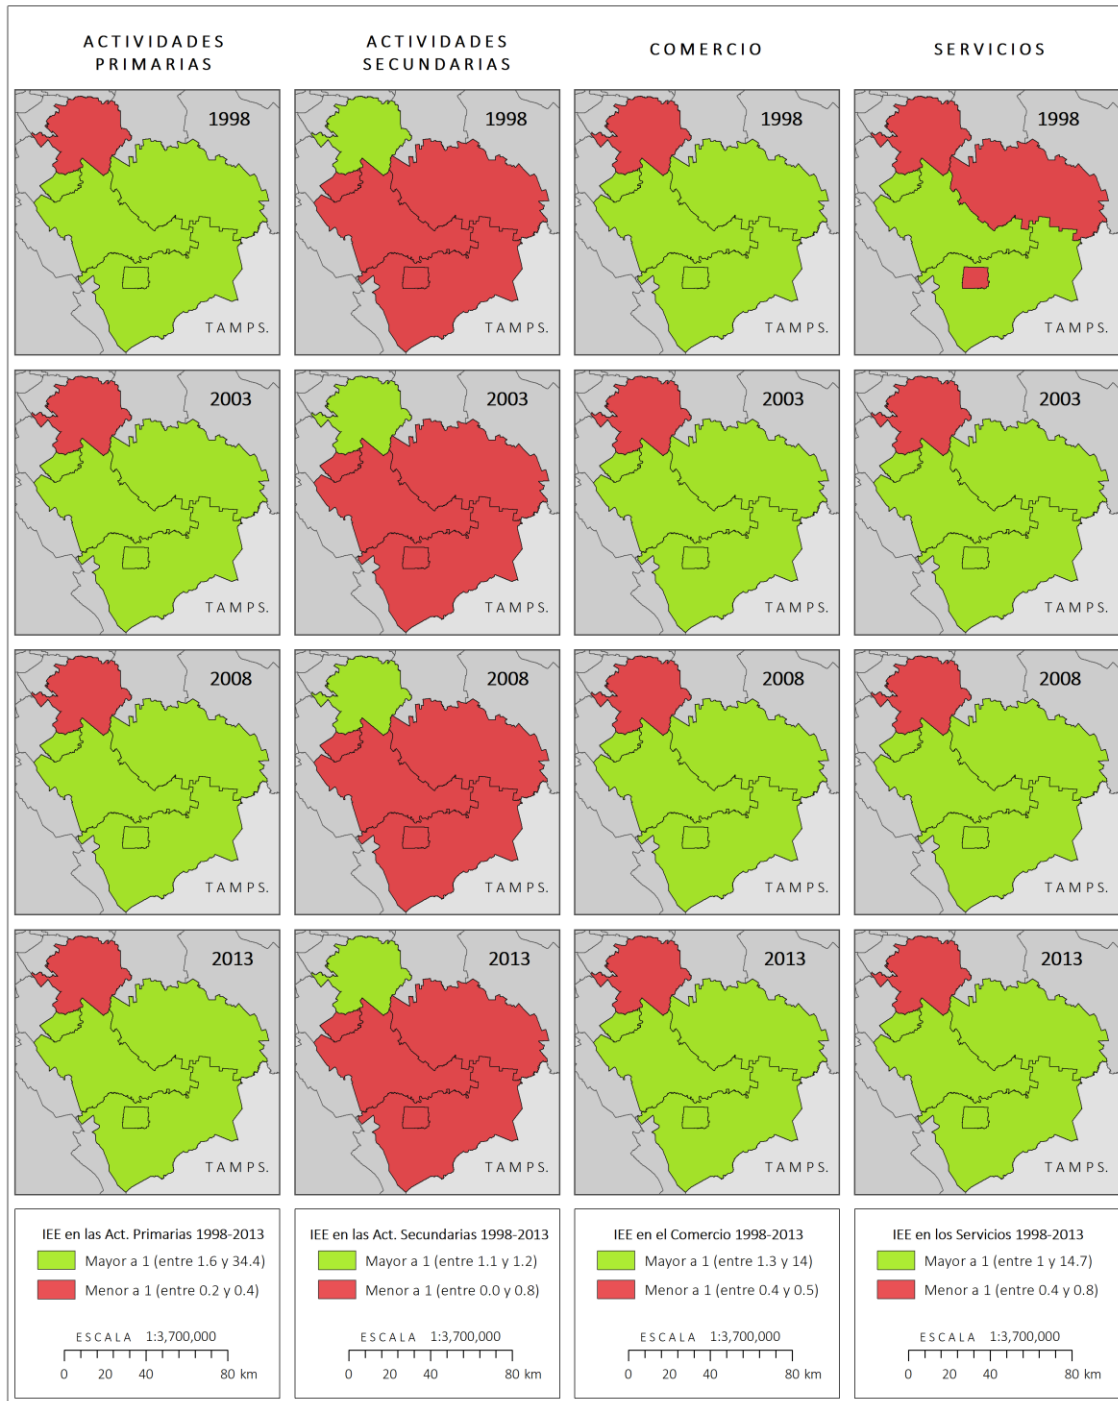 ACTIVIDADES PRIMARIAS
ACTIVIDADES SECUNDARIAS
COMERCIO
SERVICIOS
1998
TAMPS.
1998
TAMPS.
1998
TAMPS.
1998
TAMPS.
2003
TAMPS.
2003
TAMPS.
2003
TAMPS.
2003
TAMPS.
2008
TAMPS.
2008
TAMPS.
2008
TAMPS.
2008
TAMPS.
2013
TAMPS.
2013
TAMPS.
2013
TAMPS.
2013
TAMPS.
IEE en las Act. Primarias 1998-2013
Mayor a 1 (entre 1.6 y 34.4)
Menor a 1 (entre 0.2 y 0.4)
ESCALA 1:3,700,000
0 20 40 80 km
IEE en las Act. Secundarias 1998-2013
Mayor a 1 (entre 1.1 y 1.2)
Menor a 1 (entre 0.0 y 0.8)
ESCALA 1:3,700,000
0 20 40 80 km
IEE en el Comercio 1998-2013
Mayor a 1 (entre 1.3 y 14)
Menor a 1 (entre 0.4 y 0.5)
ESCALA 1:3,700,000
0 20 40 80 km
IEE en los Servicios 1998-2013
Mayor a 1 (entre 1 y 14.7)
Menor a 1 (entre 0.4 y 0.8)
ESCALA 1:3,700,000
0 20 40 80 km